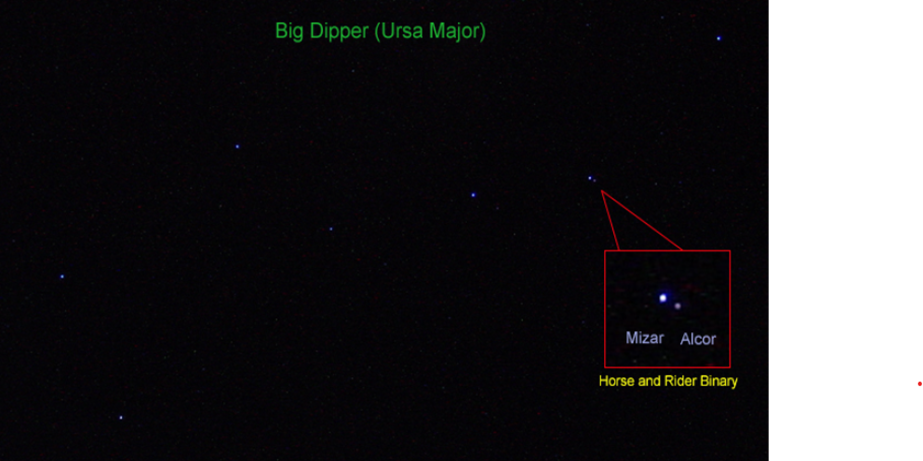 Big Dipper (Ursa Major)
Mizar Alcor
Horse and Rider Binary